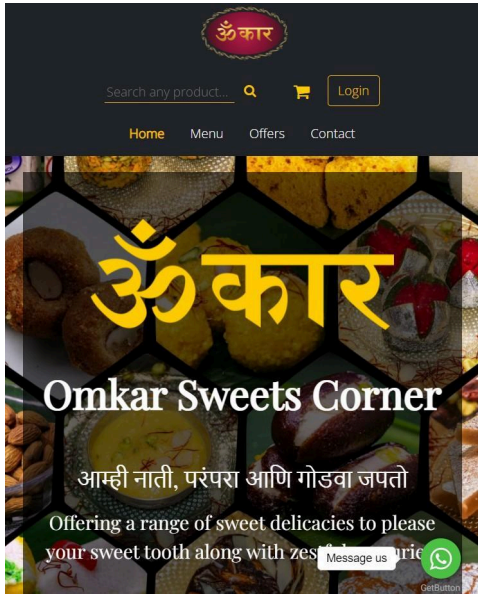 ॐकार
Search any product...
Login
Home Menu Offers Contact
ॐकार
Omkar Sweets Corner
आम्ही नाती, परंपरा आणि गोडवा जपतो
Offering a range of sweet delicacies to please
your sweet tooth along with
Message us
GetButton